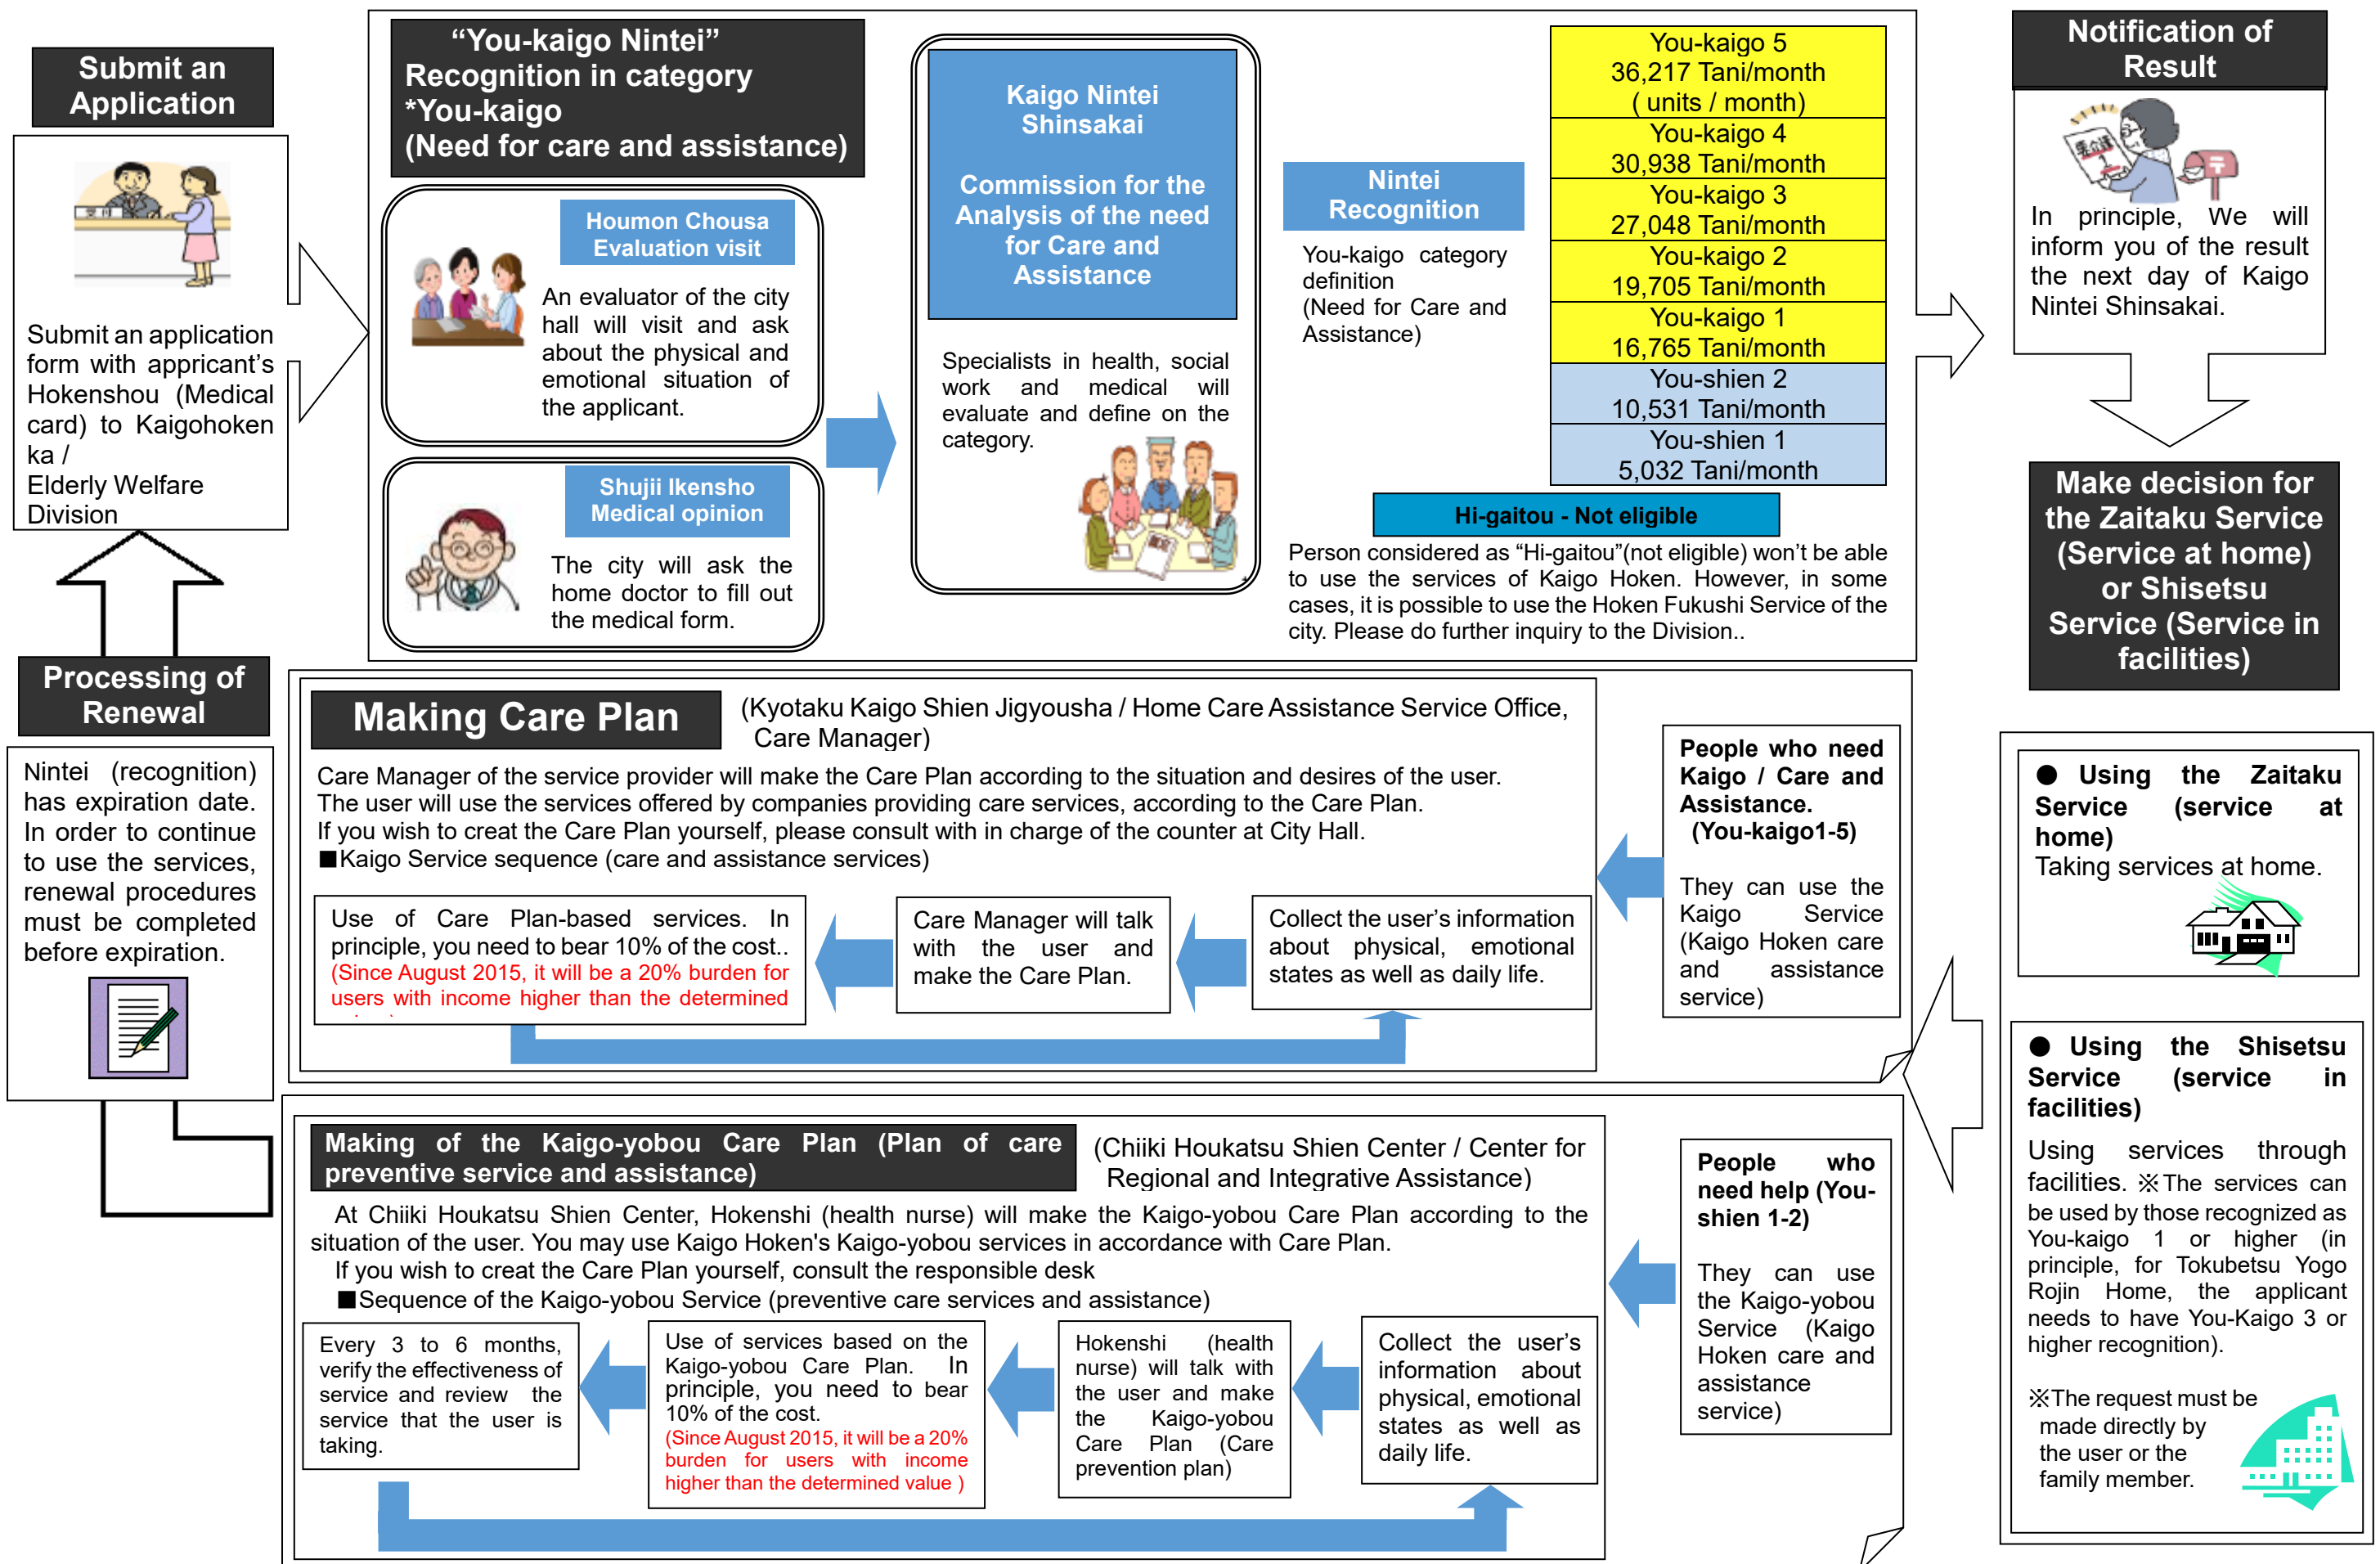 Submit an
Application
Submit an application
form with appricant's
Hokenshou (Medical
card) to Kaigohoken
ka /
Elderly Welfare
Division
"You-kaigo Nintei"
Recognition in category
*You-kaigo
(Need for care and assistance)
Houmon Chousa
Evaluation visit
An evaluator of the city
hall will visit and ask
about the physical and
emotional situation of
the applicant.
Shujii Ikensho
Medical opinion
The city will ask the
home doctor to fill out
the medical form.
Kaigo Nintei
Shinsakai
Commission for the
Analysis of the need
for Care and
Assistance
Specialists in health, social
work and medical will
evaluate and define on the
category.
Nintei
Recognition
You-kaigo category
definition
(Need for Care and
Assistance)
You-kaigo 5
36,217 Tani/month
( units / month)
You-kaigo 4
30,938 Tani/month
You-kaigo 3
27,048 Tani/month
You-kaigo 2
19,705 Tani/month
You-kaigo 1
16,765 Tani/month
You-shien 2
10,531 Tani/month
You-shien 1
5,032 Tani/month
Hi-gaitou - Not eligible
Person considered as "Hi-gaitou"(not eligible) won't be able
to use the services of Kaigo Hoken. However, in some
cases, it is possible to use the Hoken Fukushi Service of the
city. Please do further inquiry to the Division..
Notification of
Result
In principle, We will
inform you of the result
the next day of Kaigo
Nintei Shinsakai.
Make decision for
the Zaitaku Service
(Service at home)
or Shisetsu
Service (Service in
facilities)
● Using the Zaitaku
Service (service at
home)
Taking services at home.
● Using the Shisetsu
Service (service in
facilities)
Using services through
facilities. ※The services can
be used by those recognized as
You-kaigo 1 or higher (in
principle, for Tokubetsu Yogo
Rojin Home, the applicant
needs to have You-Kaigo 3 or
higher recognition).
※The request must be
made directly by
the user or the
family member.
Making Care Plan
(Kyotaku Kaigo Shien Jigyousha / Home Care Assistance Service Office,
Care Manager)
Care Manager of the service provider will make the Care Plan according to the situation and desires of the user.
The user will use the services offered by companies providing care services, according to the Care Plan.
If you wish to creat the Care Plan yourself, please consult with in charge of the counter at City Hall.
■Kaigo Service sequence (care and assistance services)
People who need
Kaigo / Care and
Assistance.
(You-kaigo1-5)
They can use the
Kaigo Service
(Kaigo Hoken care
and assistance
service)
Collect the user's information
about physical, emotional
states as well as daily life.
Care Manager will talk
with the user and
make the Care Plan.
Use of Care Plan-based services. In
principle, you need to bear 10% of the cost..
(Since August 2015, it will be a 20% burden for
users with income higher than the determined
Making of the Kaigo-yobou Care Plan (Plan of care
preventive service and assistance)
(Chiiki Houkatsu Shien Center / Center for
Regional and Integrative Assistance)
At Chiiki Houkatsu Shien Center, Hokenshi (health nurse) will make the Kaigo-yobou Care Plan according to the
situation of the user. You may use Kaigo Hoken's Kaigo-yobou services in accordance with Care Plan.
If you wish to creat the Care Plan yourself, consult the responsible desk
■Sequence of the Kaigo-yobou Service (preventive care services and assistance)
People who
need help (You-
shien 1-2)
They can use
the Kaigo-yobou
Service (Kaigo
Hoken care and
assistance
service)
Collect the user's
information about
physical, emotional
states as well as
daily life.
Hokenshi (health
nurse) will talk with
the user and make
the Kaigo-yobou
Care Plan (Care
prevention plan)
Use of services based on the
Kaigo-yobou Care Plan. In
principle, you need to bear
10% of the cost.
(Since August 2015, it will be a 20%
burden for users with income
higher than the determined value )
Every 3 to 6 months,
verify the effectiveness of
service and review the
service that the user is
taking.
Processing of
Renewal
Nintei (recognition)
has expiration date.
In order to continue
to use the services,
renewal procedures
must be completed
before expiration.